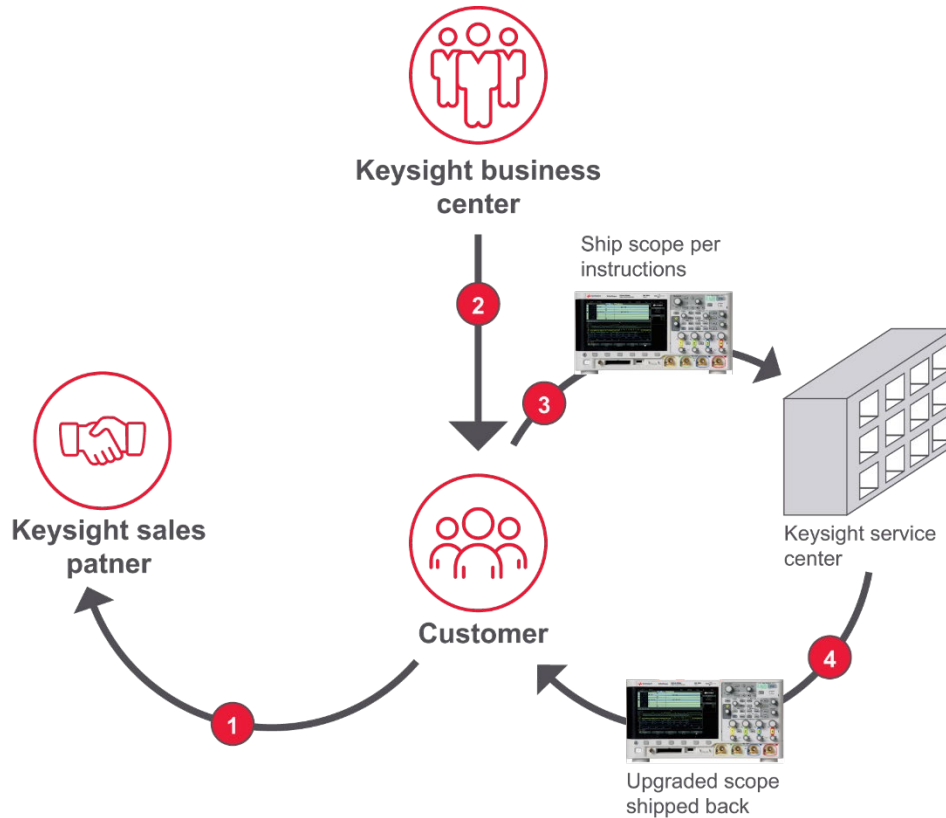 Keysight business
center
2
Ship scope per
instructions
3
Keysight sales
patner
Keysight service
center
Customer
4
1
Upgraded scope
shipped back